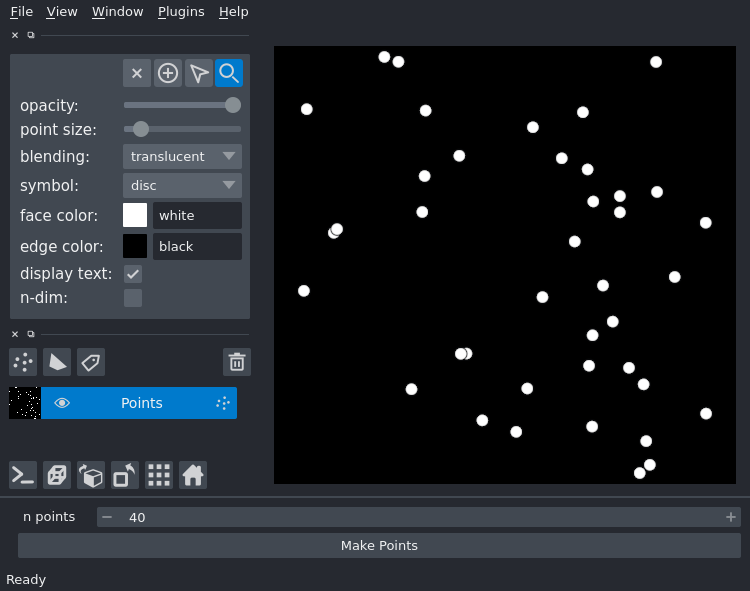 File View Window Plugins Help
opacity:
point size:
blending: translucent
symbol: disc
face color: white
edge color: black
display text:
n-dim:
Points
n points 40
Make Points
Ready